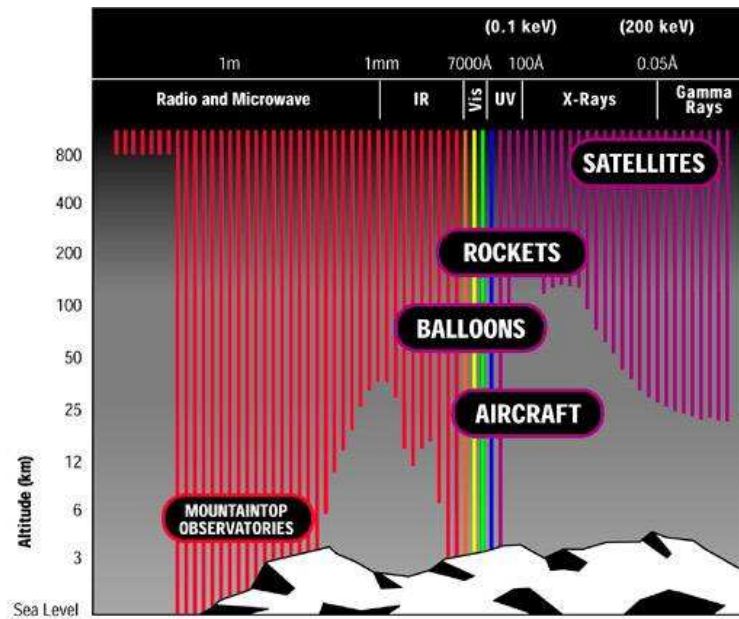 (0.1 keV) (200 keV)
1m 1mm 7000Å 100Å 0.05Å
Radio and Microwave IR Vis UV X-Rays Gamma
Rays
800
SATELLITES
400
200
ROCKETS
100
BALLOONS
50
25
AIRCRAFT
12
Altitude (km)
6
MOUNTAINTOP
OBSERVATORIES
3
Sea Level